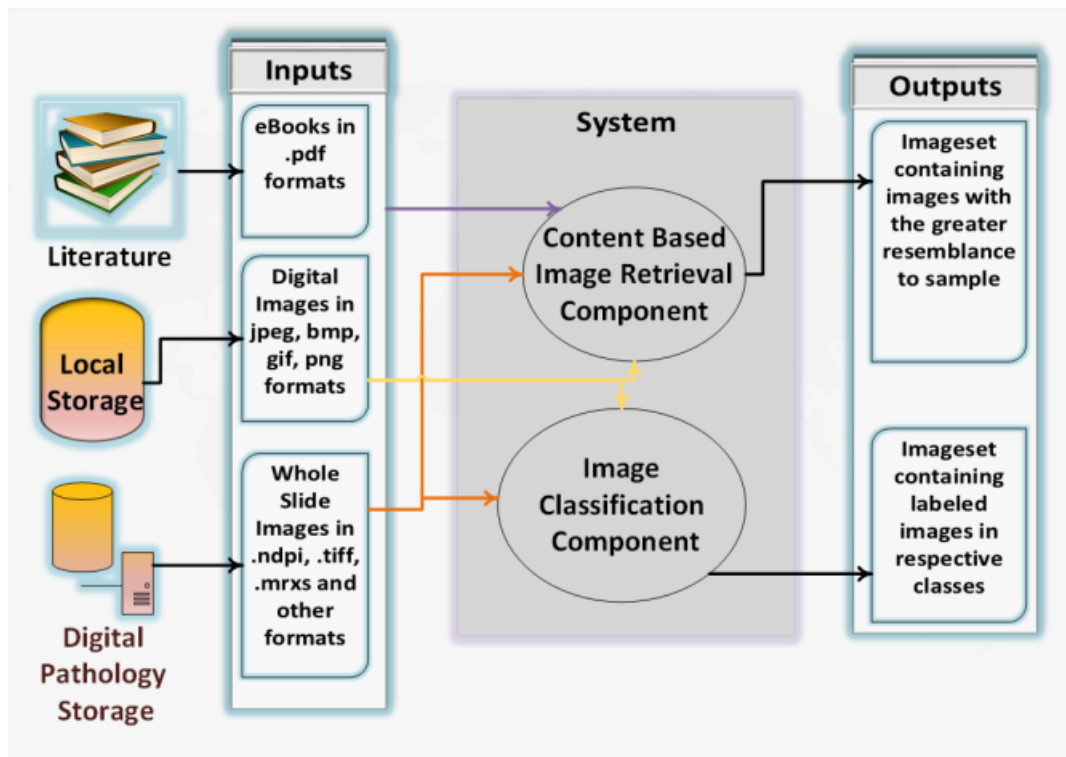 Literature
Local
Storage
Digital
Pathology
Storage
Inputs
eBooks in
.pdf
formats
Digital
Images in
jpeg, bmp,
gif, png
formats
Whole
Slide
Images in
.ndpi, .tiff,
.mrxs and
other
formats
System
Content Based
Image Retrieval
Component
Image
Classification
Component
Outputs
Imageset
containing
images with
the greater
resemblance
to sample
Imageset
containing
labeled
images in
respective
classes